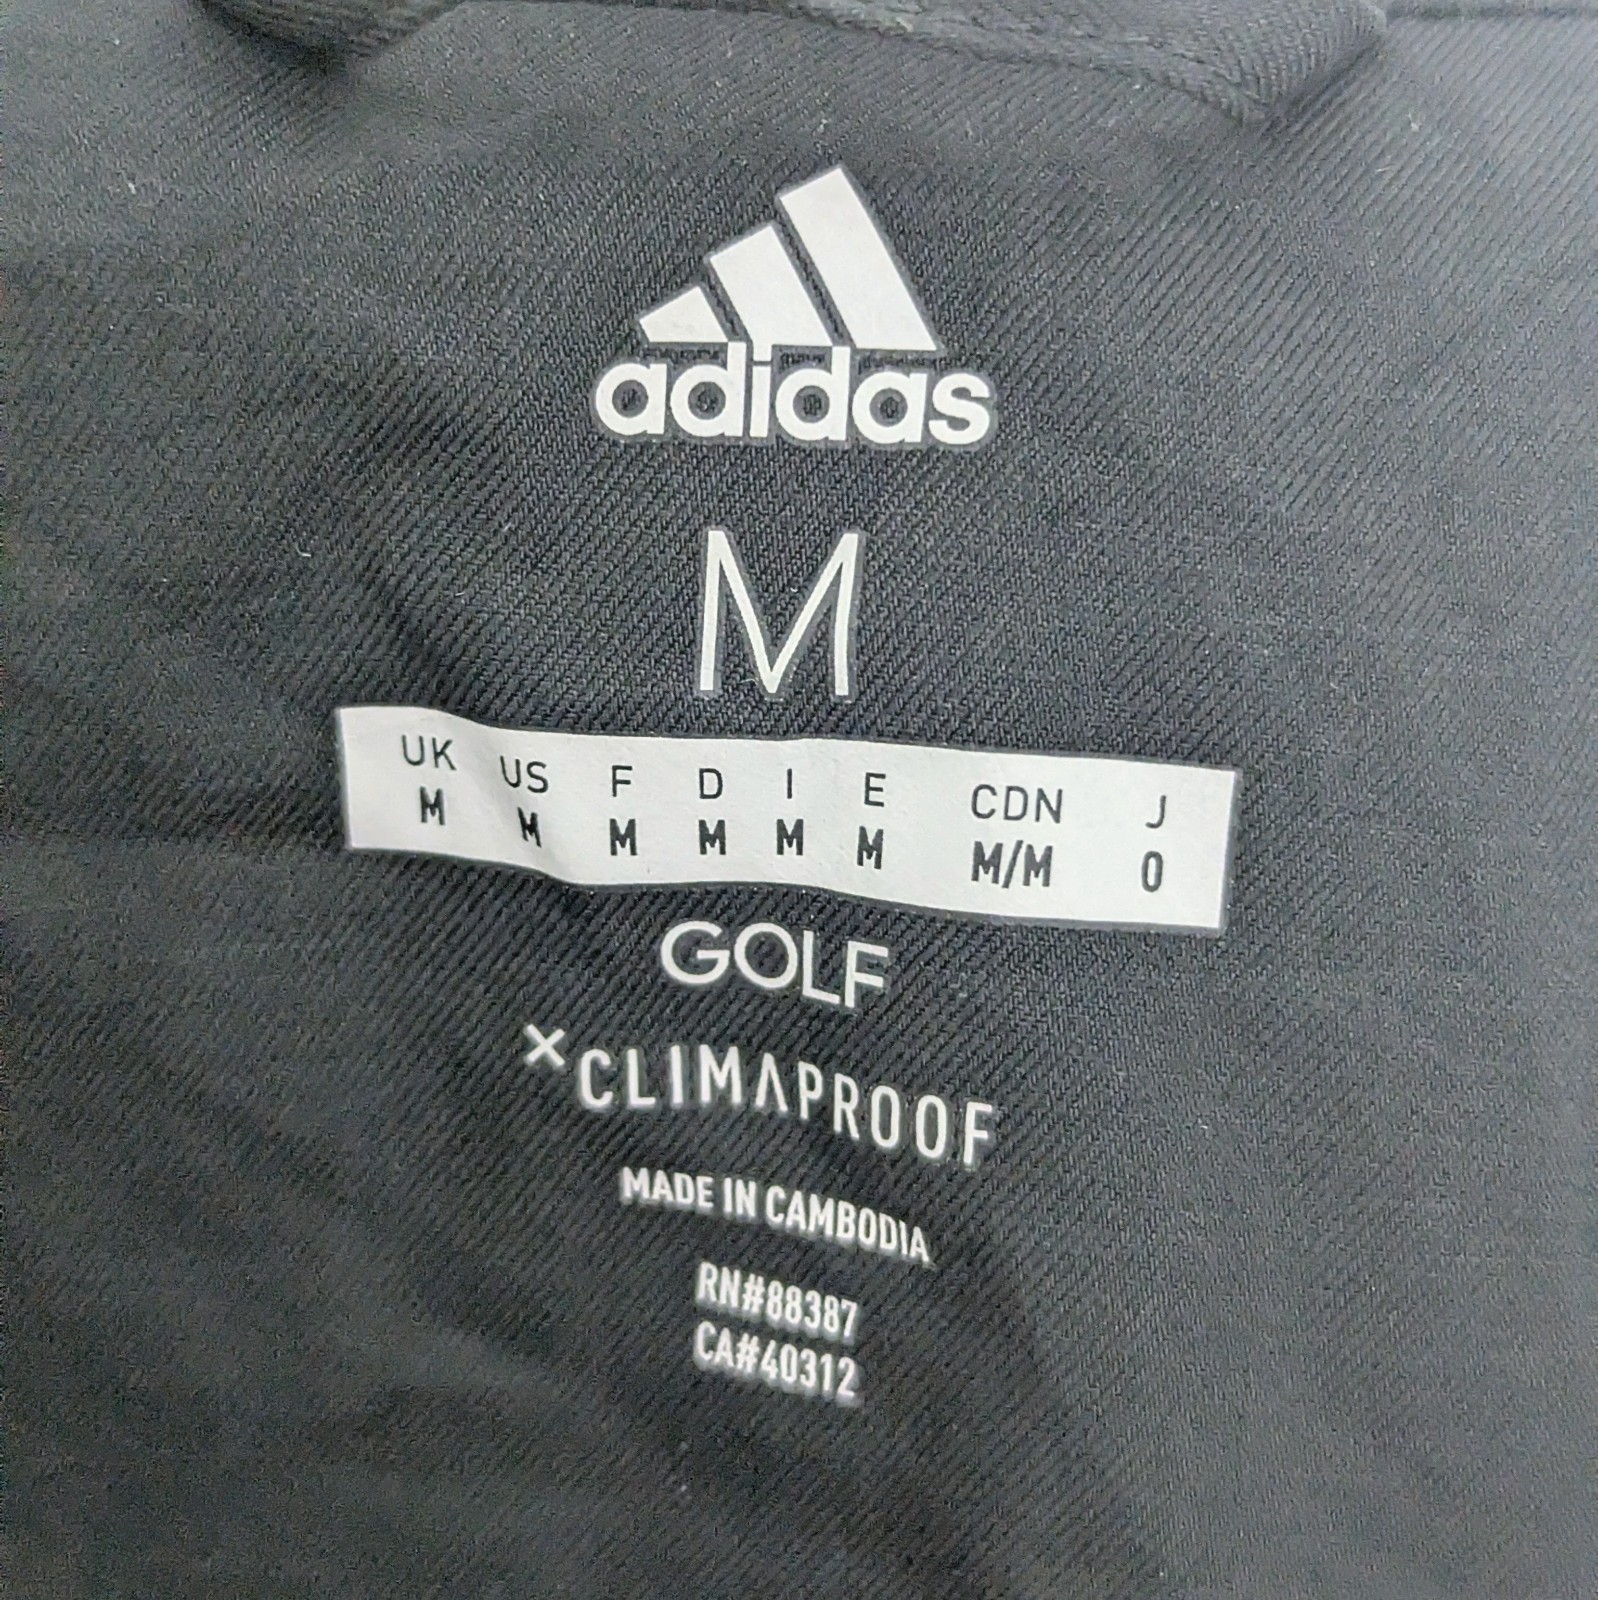 adidas
M
UK US F D I E CDN J
M M M M M M M/M O
GOLF
×CLIMAPROOF
MADE IN CAMBODIA
RN#88387
CA#40312